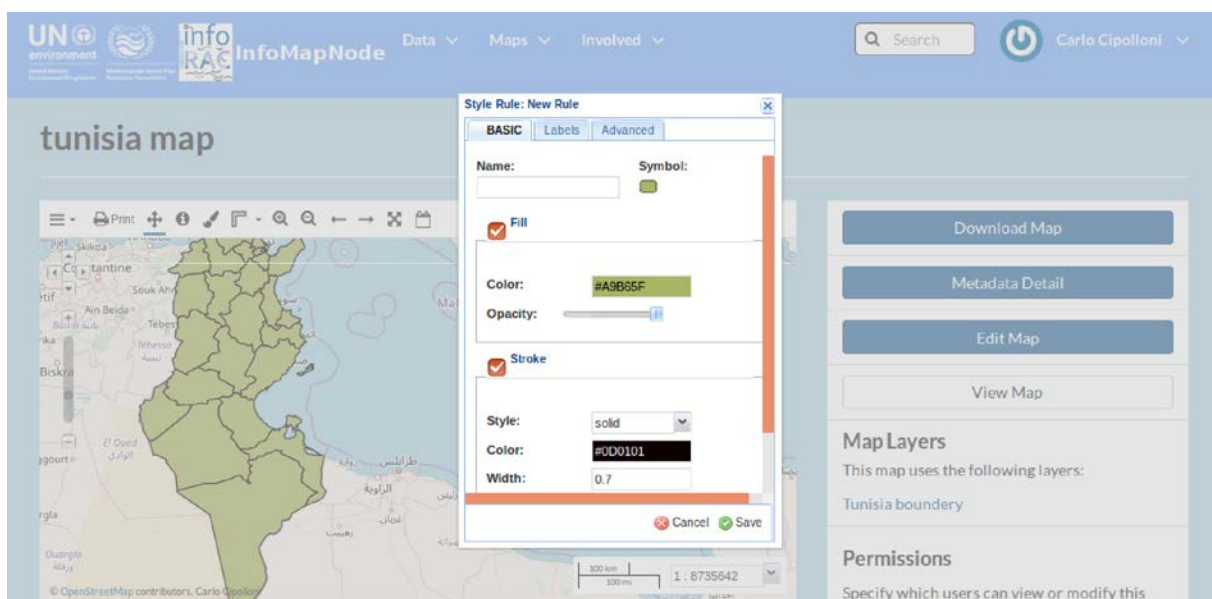 UN
environment
info
RAC
InfoMapNode
Data
Maps
Involved
Search
Carlo Cipolloni
tunisia map
Style Rule: New Rule
BASIC
Labels
Advanced
Name:
Symbol:
Fill
Color:
#A9B65F
Opacity:
Stroke
Style:
solid
Color:
#0D0101
Width:
0.7
Cancel
Save
Print
Skikda
Souk Ahr
Ain Beida
Biskra
El Oued
طرابلس
الزاوية
غريان
Ouargla
100 km
100 mi
1 : 8735642
© OpenStreetMap contributors, Carlo Cipolloni
Download Map
Metadata Detail
Edit Map
View Map
Map Layers
This map uses the following layers:
Tunisia boundery
Permissions
Specify which users can view or modify this